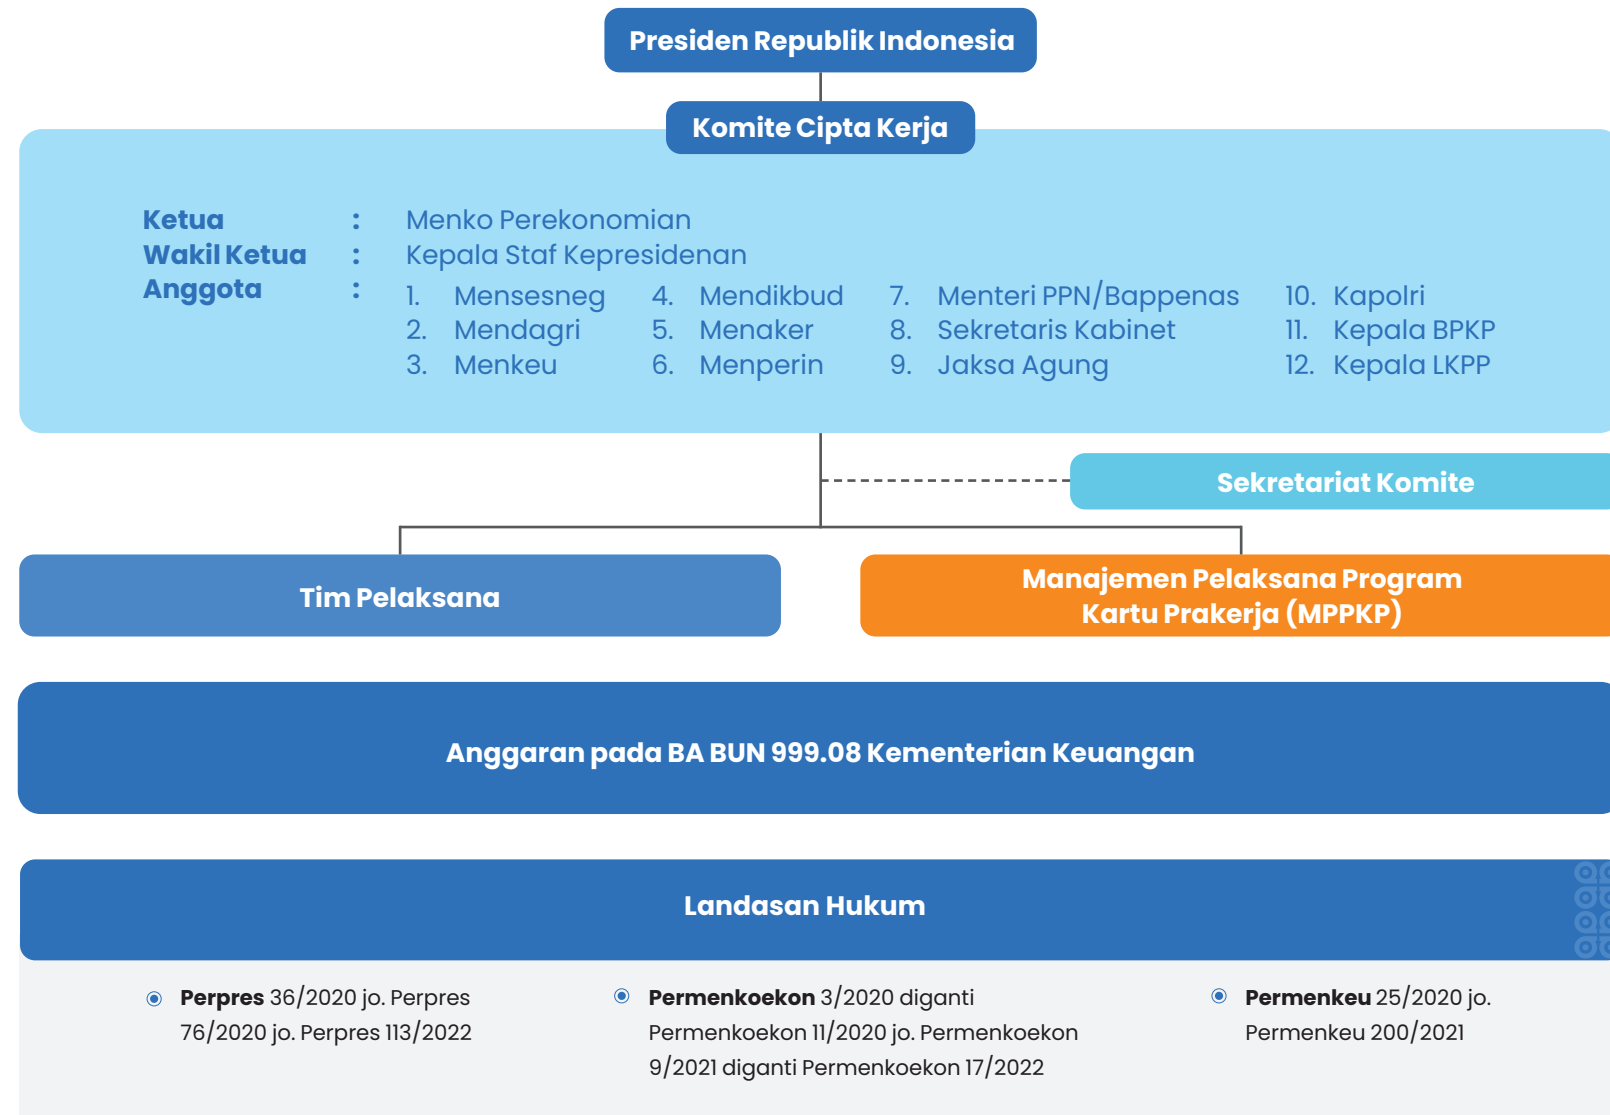 Presiden Republik Indonesia
Komite Cipta Kerja
Ketua : Menko Perekonomian
Wakil Ketua : Kepala Staf Kepresidenan
Anggota :
1. Mensesneg
2. Mendagri
3. Menkeu
4. Mendikbud
5. Menaker
6. Menperin
7. Menteri PPN/Bappenas
8. Sekretaris Kabinet
9. Jaksa Agung
10. Kapolri
11. Kepala BPKP
12. Kepala LKPP
Sekretariat Komite
Tim Pelaksana
Manajemen Pelaksana Program
Kartu Prakerja (MPPKP)
Anggaran pada BA BUN 999.08 Kementerian Keuangan
Landasan Hukum
Perpres 36/2020 jo. Perpres
76/2020 jo. Perpres 113/2022
Permenkoekon 3/2020 diganti
Permenkoekon 11/2020 jo. Permenkoekon
9/2021 diganti Permenkoekon 17/2022
Permenkeu 25/2020 jo.
Permenkeu 200/2021